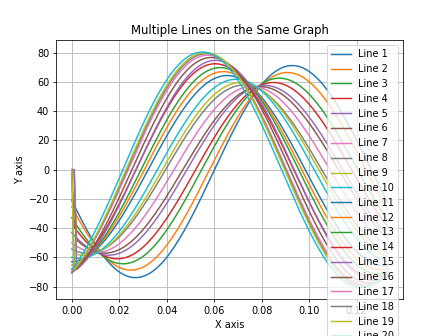 Multiple Lines on the Same Graph
Y axis
80
60
40
20
0
−20
−40
−60
−80
0.00
0.02
0.04
0.06
0.08
0.10
X axis
Line 1
Line 2
Line 3
Line 4
Line 5
Line 6
Line 7
Line 8
Line 9
Line 10
Line 11
Line 12
Line 13
Line 14
Line 15
Line 16
Line 17
Line 18
Line 19
Line 20